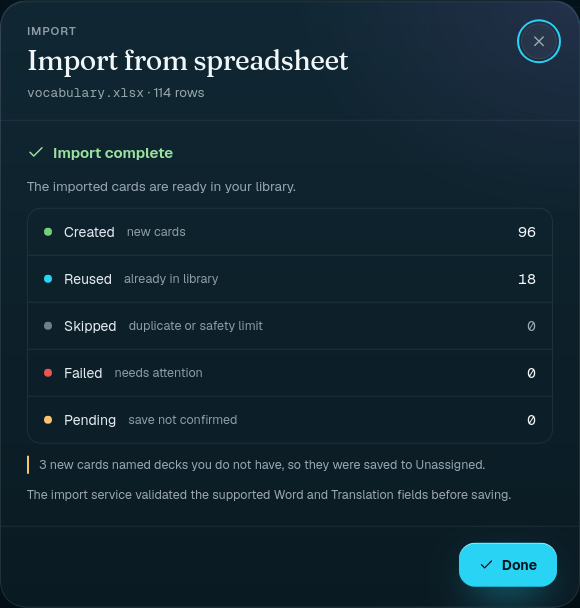 IMPORT
Import from spreadsheet
vocabulary.xlsx · 114 rows
Import complete
The imported cards are ready in your library.
Created new cards 96
Reused already in library 18
Skipped duplicate or safety limit 0
Failed needs attention 0
Pending save not confirmed 0
3 new cards named decks you do not have, so they were saved to Unassigned.
The import service validated the supported Word and Translation fields before saving.
Done